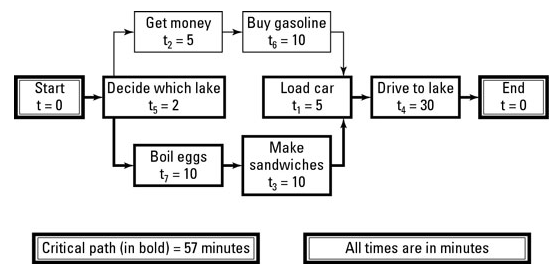 Get money
t₂ = 5
Buy gasoline
t₆ = 10
Start
t = 0
Decide which lake
t₅ = 2
Load car
t₁ = 5
Drive to lake
t₄ = 30
End
t = 0
Boil eggs
t₇ = 10
Make
sandwiches
t₃ = 10
Critical path (in bold) = 57 minutes
All times are in minutes